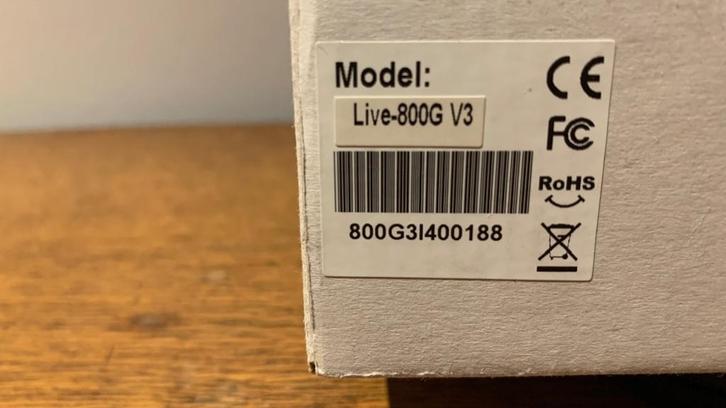 Model:
Live-800G V3
800G3I400188
CE
FC
RoHS